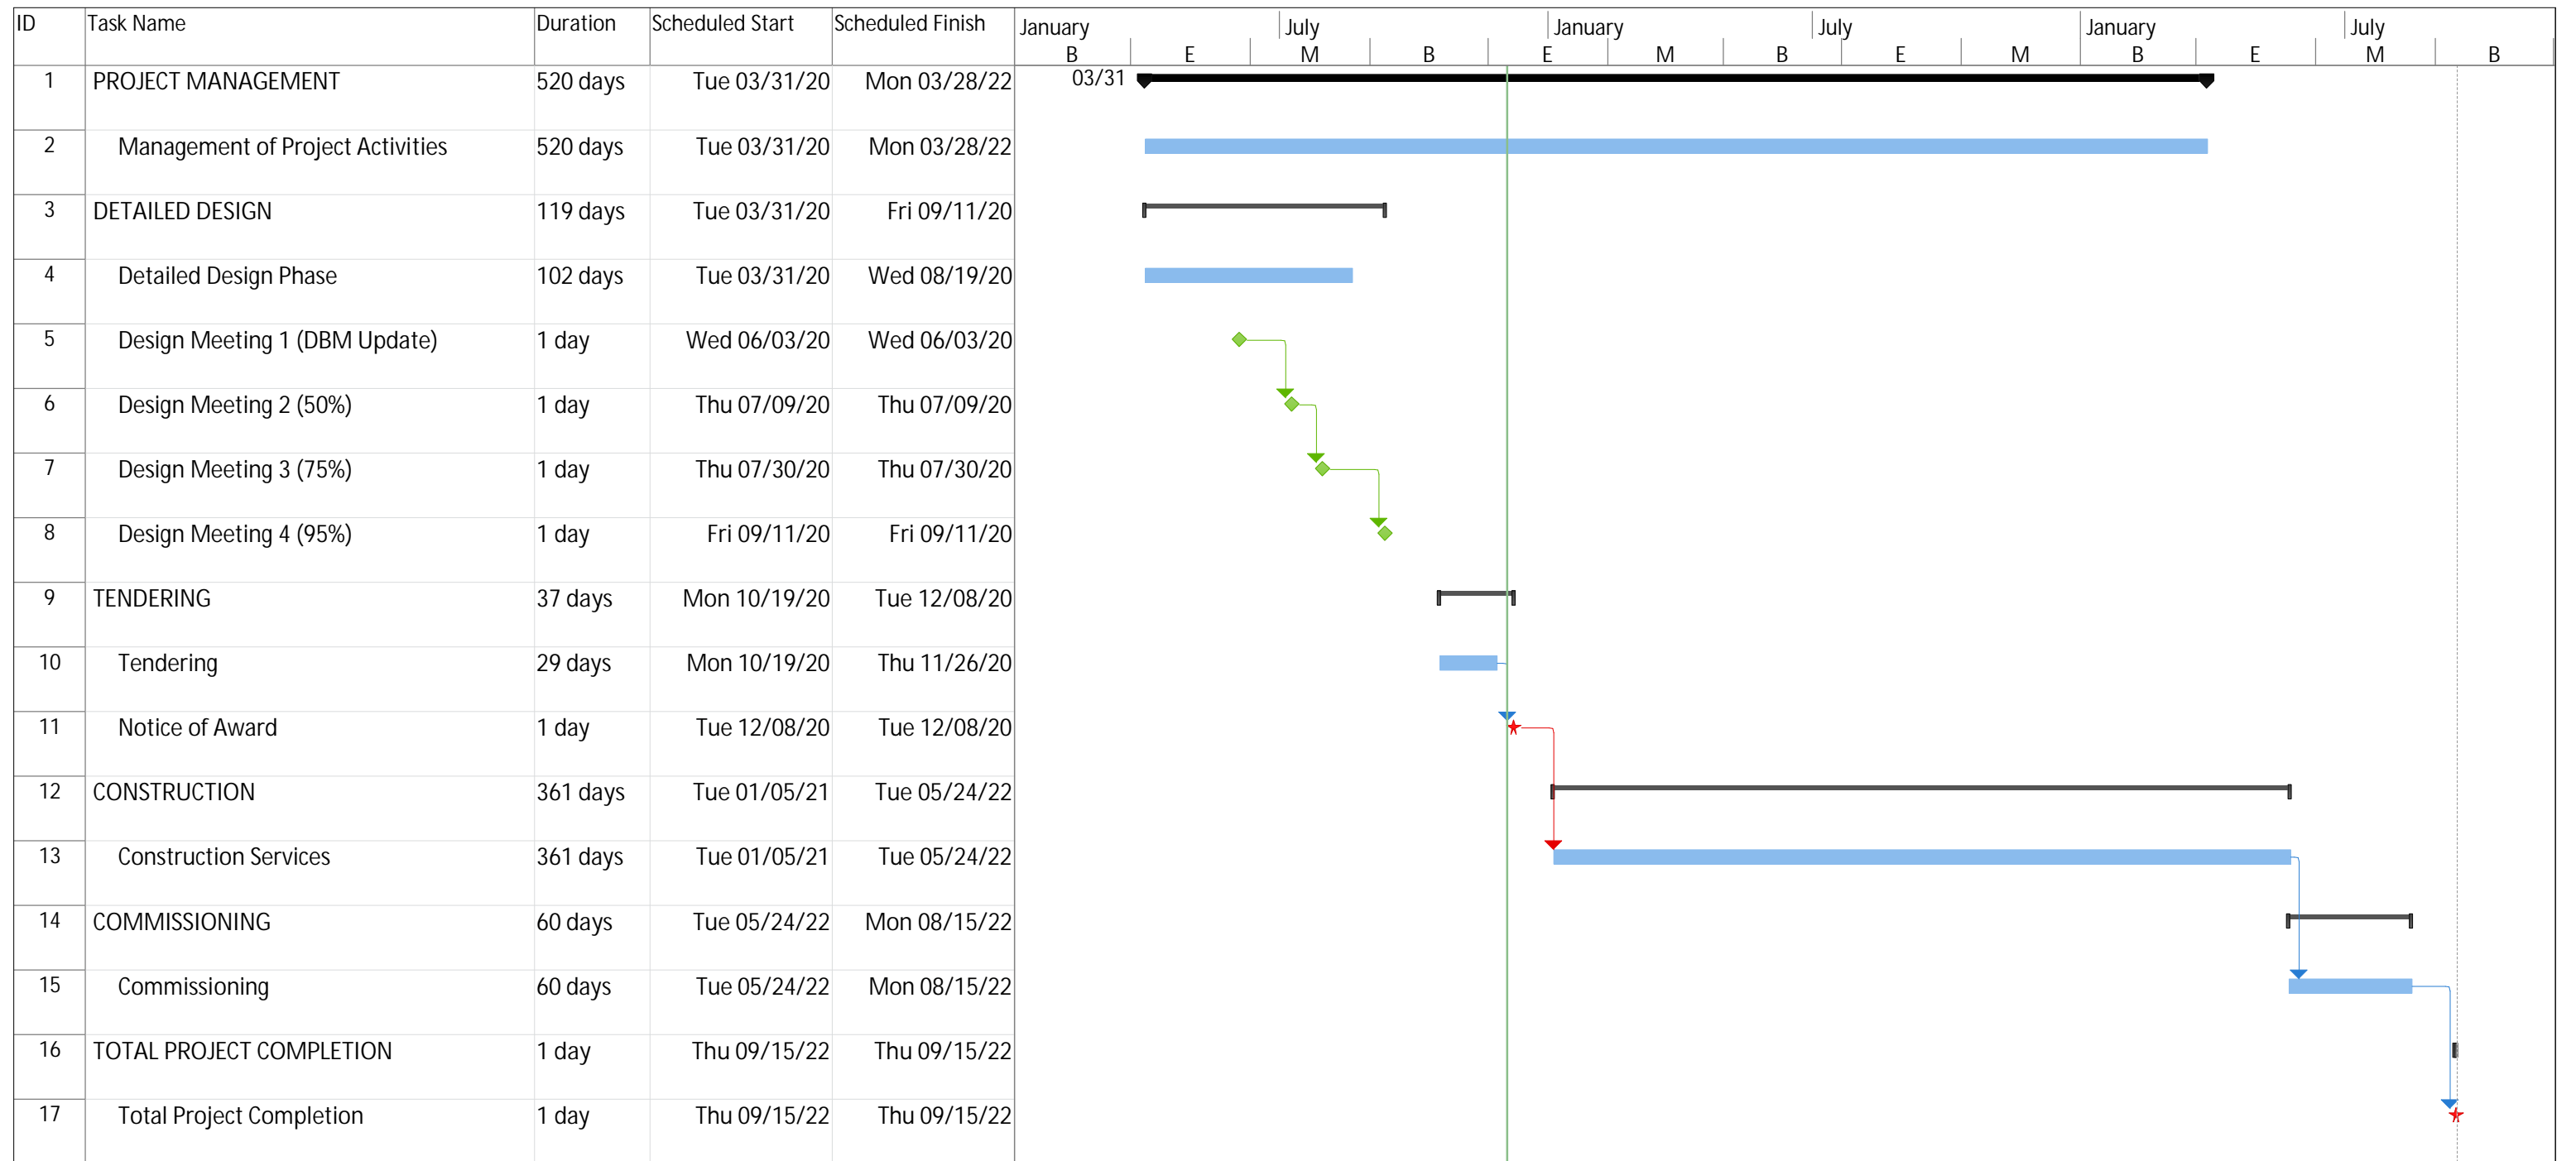 ID Task Name Duration Scheduled Start Scheduled Finish January July January July January July
B E M B E M B E M B E M B
1 PROJECT MANAGEMENT 520 days Tue 03/31/20 Mon 03/28/22 03/31
2 Management of Project Activities 520 days Tue 03/31/20 Mon 03/28/22
3 DETAILED DESIGN 119 days Tue 03/31/20 Fri 09/11/20
4 Detailed Design Phase 102 days Tue 03/31/20 Wed 08/19/20
5 Design Meeting 1 (DBM Update) 1 day Wed 06/03/20 Wed 06/03/20
6 Design Meeting 2 (50%) 1 day Thu 07/09/20 Thu 07/09/20
7 Design Meeting 3 (75%) 1 day Thu 07/30/20 Thu 07/30/20
8 Design Meeting 4 (95%) 1 day Fri 09/11/20 Fri 09/11/20
9 TENDERING 37 days Mon 10/19/20 Tue 12/08/20
10 Tendering 29 days Mon 10/19/20 Thu 11/26/20
11 Notice of Award 1 day Tue 12/08/20 Tue 12/08/20
12 CONSTRUCTION 361 days Tue 01/05/21 Tue 05/24/22
13 Construction Services 361 days Tue 01/05/21 Tue 05/24/22
14 COMMISSIONING 60 days Tue 05/24/22 Mon 08/15/22
15 Commissioning 60 days Tue 05/24/22 Mon 08/15/22
16 TOTAL PROJECT COMPLETION 1 day Thu 09/15/22 Thu 09/15/22
17 Total Project Completion 1 day Thu 09/15/22 Thu 09/15/22